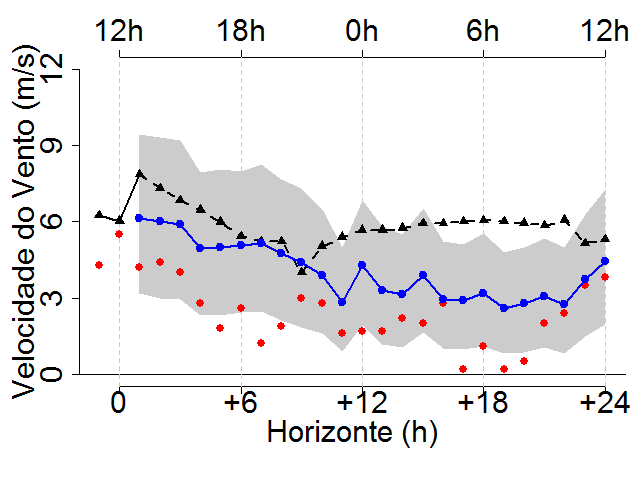 12h 18h 0h 6h 12h
Velocidade do Vento (m/s)
12
9
6
3
0
0 +6 +12 +18 +24
Horizonte (h)